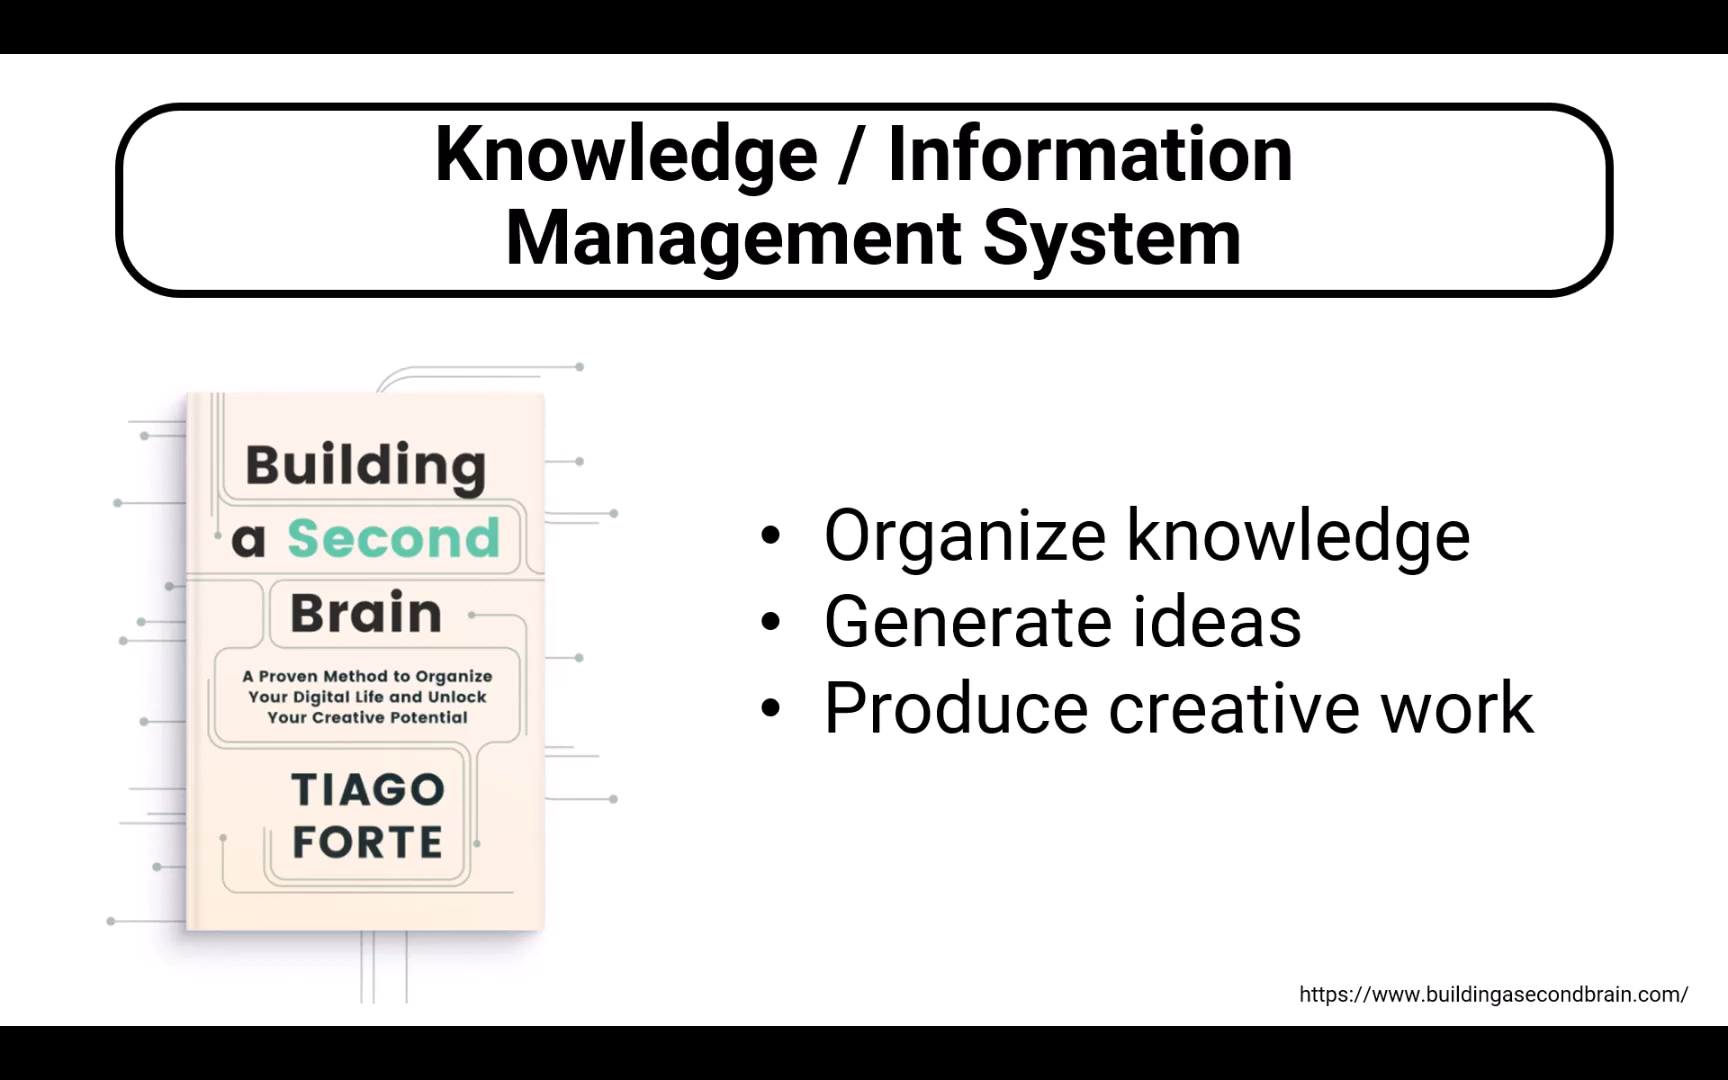 Knowledge / Information
Management System
Building
a Second
Brain
A Proven Method to Organize
Your Digital Life and Unlock
Your Creative Potential
TIAGO
FORTE
• Organize knowledge
• Generate ideas
• Produce creative work
https://www.buildingasecondbrain.com/